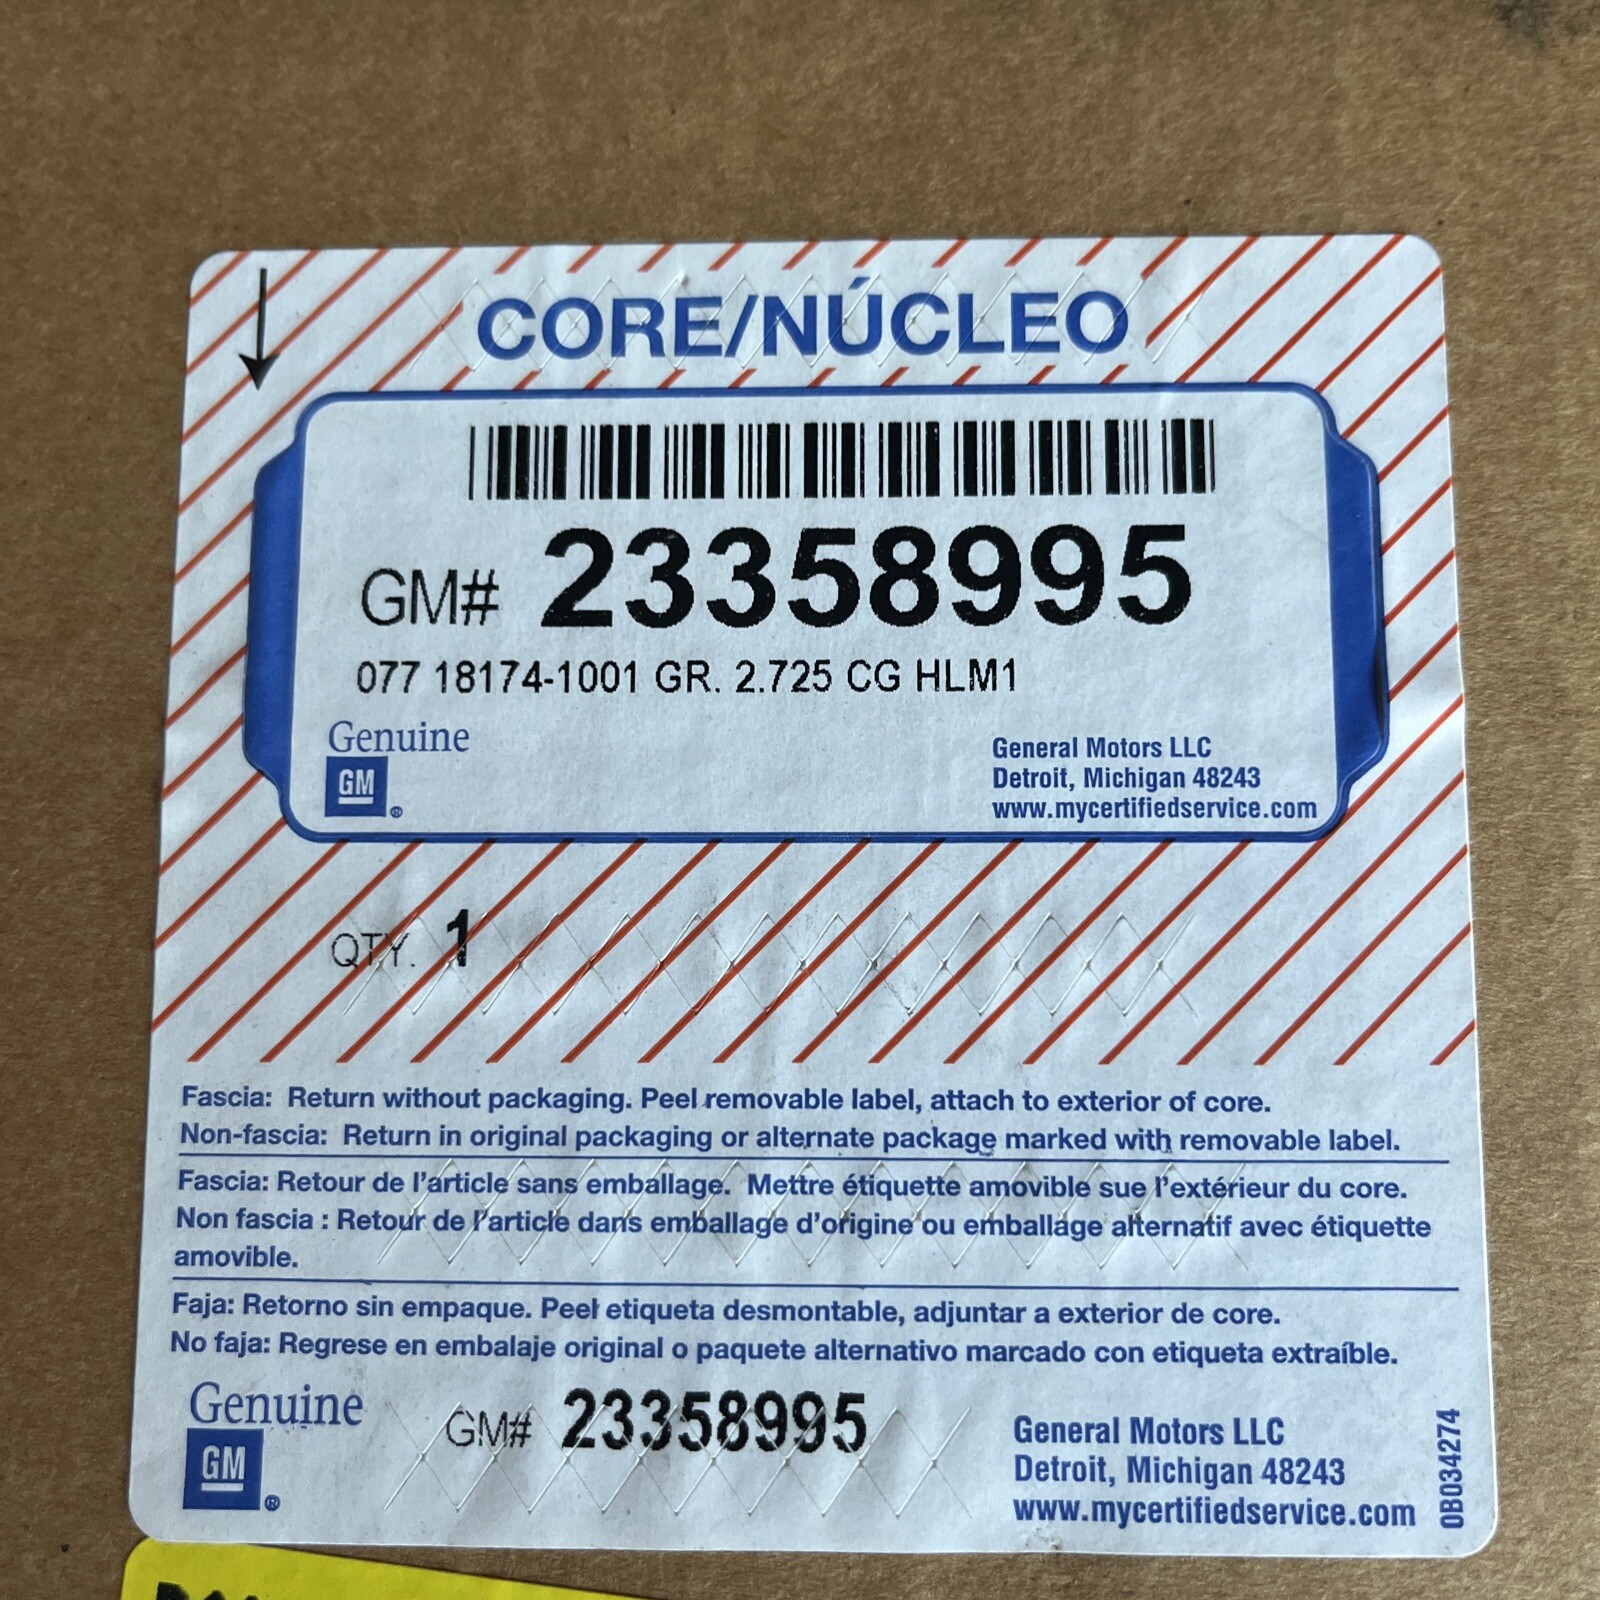 CORE/NÚCLEO
GM# 23358995
077 18174-1001 GR. 2.725 CG HLM1
Genuine
GM ®
General Motors LLC
Detroit, Michigan 48243
www.mycertifiedservice.com
QTY. 1
Fascia: Return without packaging. Peel removable label, attach to exterior of core.
Non-fascia: Return in original packaging or alternate package marked with removable label.
Fascia: Retour de l'article sans emballage. Mettre étiquette amovible sue l'extérieur du core.
Non fascia : Retour de l'article dans emballage d'origine ou emballage alternatif avec étiquette
amovible.
Faja: Retorno sin empaque. Peel etiqueta desmontable, adjuntar a exterior de core.
No faja: Regrese en embalaje original o paquete alternativo marcado con etiqueta extraíble.
Genuine
GM ®
GM# 23358995
General Motors LLC
Detroit, Michigan 48243
www.mycertifiedservice.com
0B034274